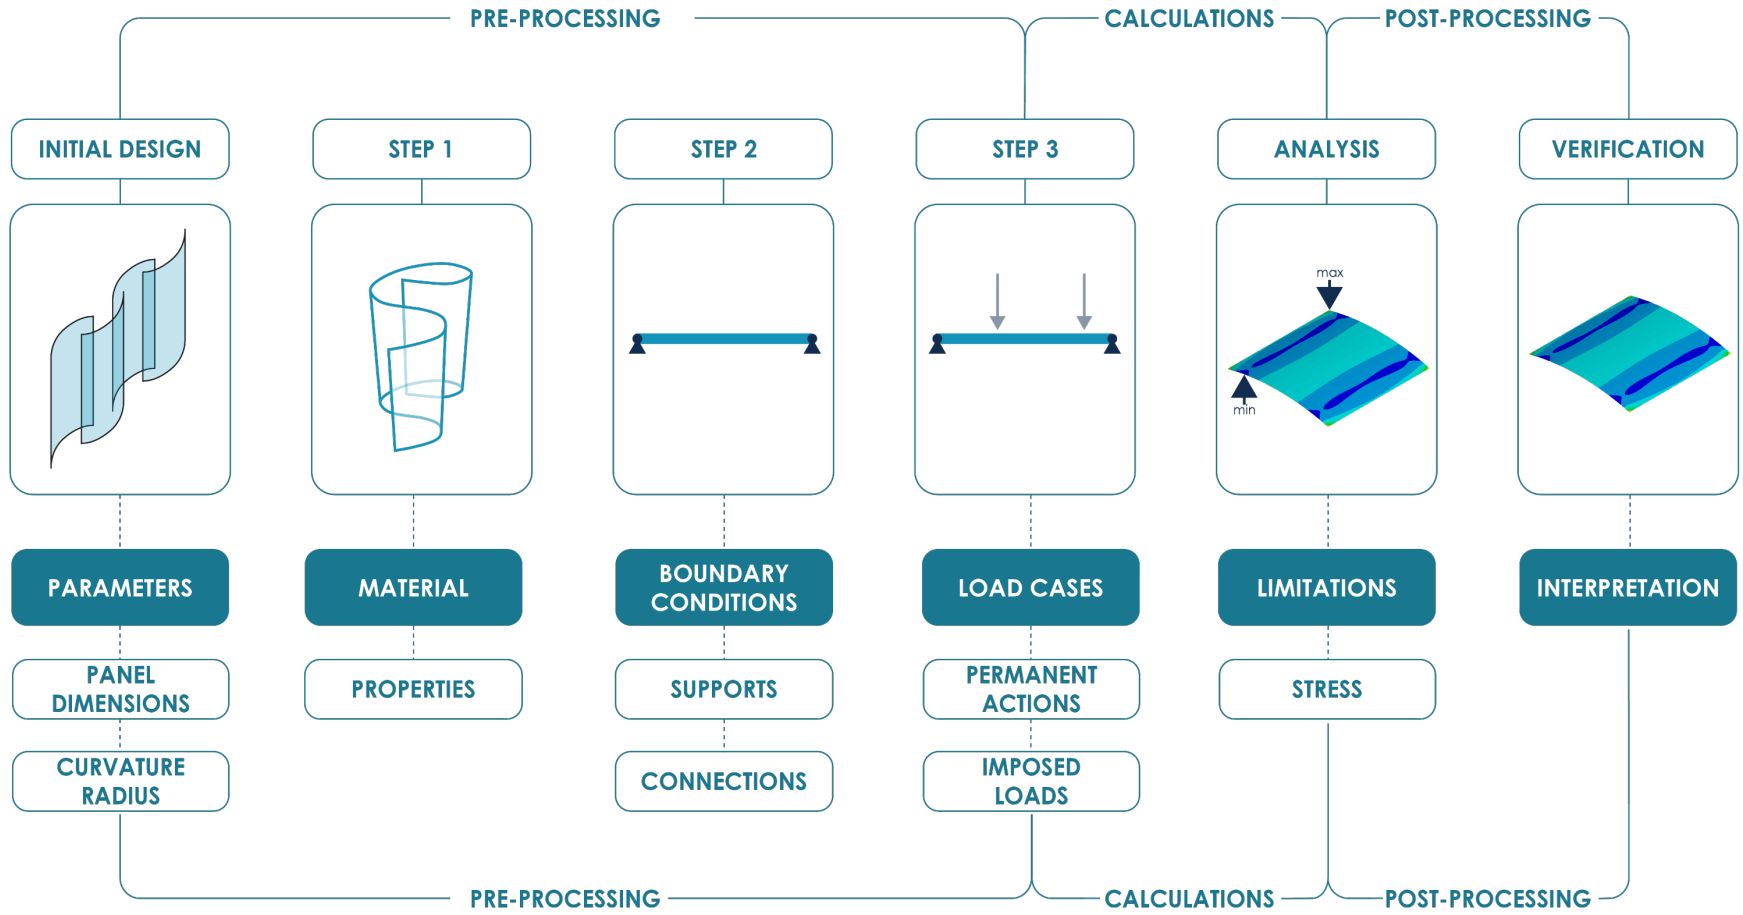 PRE-PROCESSING
CALCULATIONS
POST-PROCESSING
INITIAL DESIGN
STEP 1
STEP 2
STEP 3
ANALYSIS
VERIFICATION
max
min
PARAMETERS
MATERIAL
BOUNDARY
CONDITIONS
LOAD CASES
LIMITATIONS
INTERPRETATION
PANEL
DIMENSIONS
PROPERTIES
SUPPORTS
PERMANENT
ACTIONS
STRESS
CURVATURE
RADIUS
CONNECTIONS
IMPOSED
LOADS
PRE-PROCESSING
CALCULATIONS
POST-PROCESSING